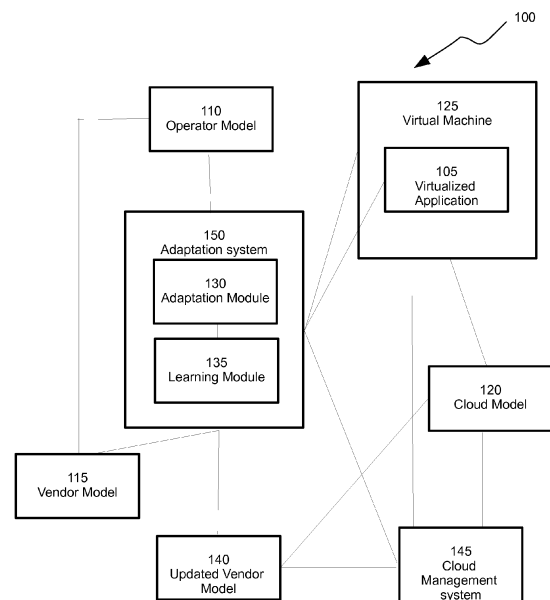 100
110
Operator Model
125
Virtual Machine
105
Virtualized
Application
150
Adaptation system
130
Adaptation Module
135
Learning Module
120
Cloud Model
115
Vendor Model
140
Updated Vendor
Model
145
Cloud
Management
system